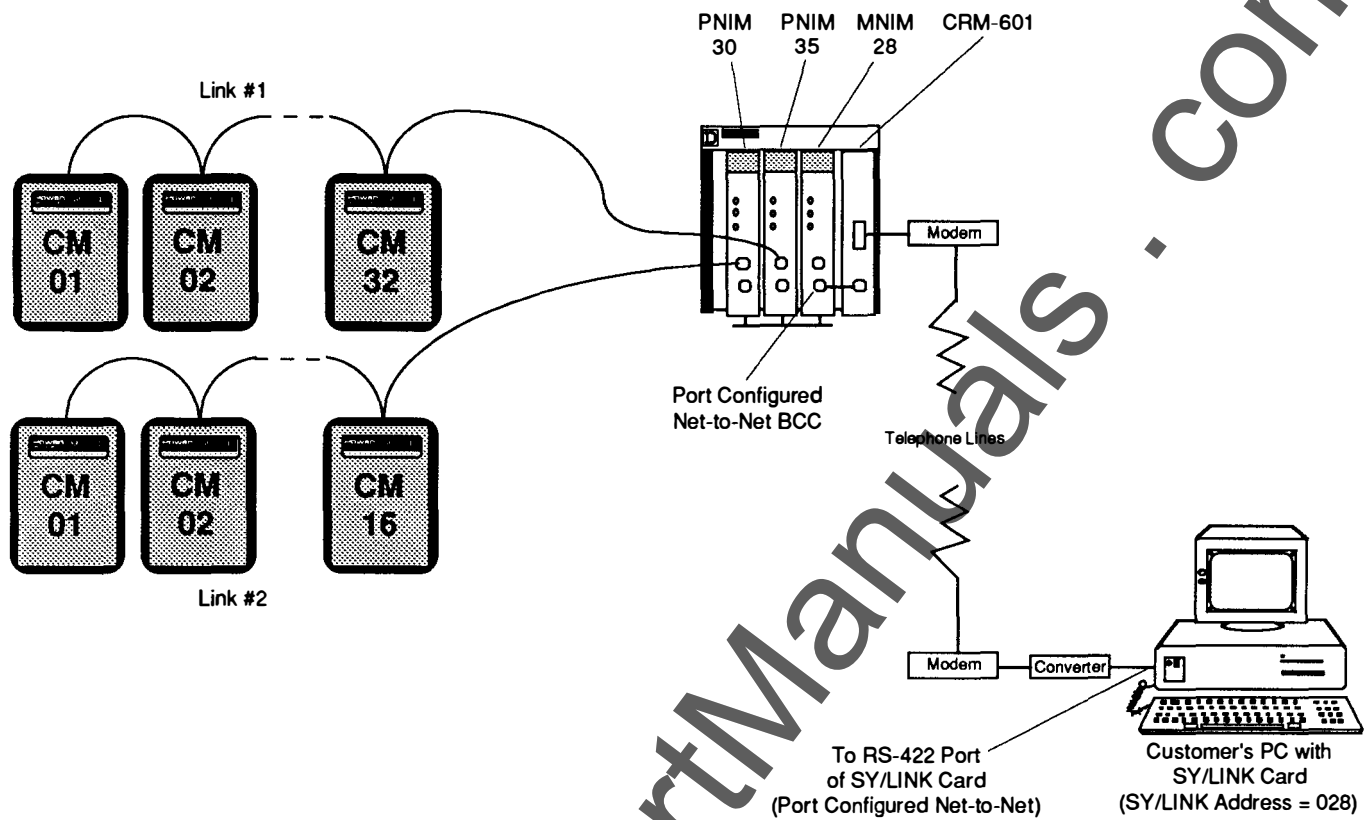 PNIM
30
PNIM
35
MNIM
28
CRM-601
Link #1
CM
01
CM
02
CM
32
D
Modem
Port Configured
Net-to-Net BCC
Telephone Lines
CM
01
CM
02
CM
16
Link #2
Modem
Converter
To RS-422 Port
of SY/LINK Card
(Port Configured Net-to-Net)
Customer's PC with
SY/LINK Card
(SY/LINK Address = 028)
rtManuals . com